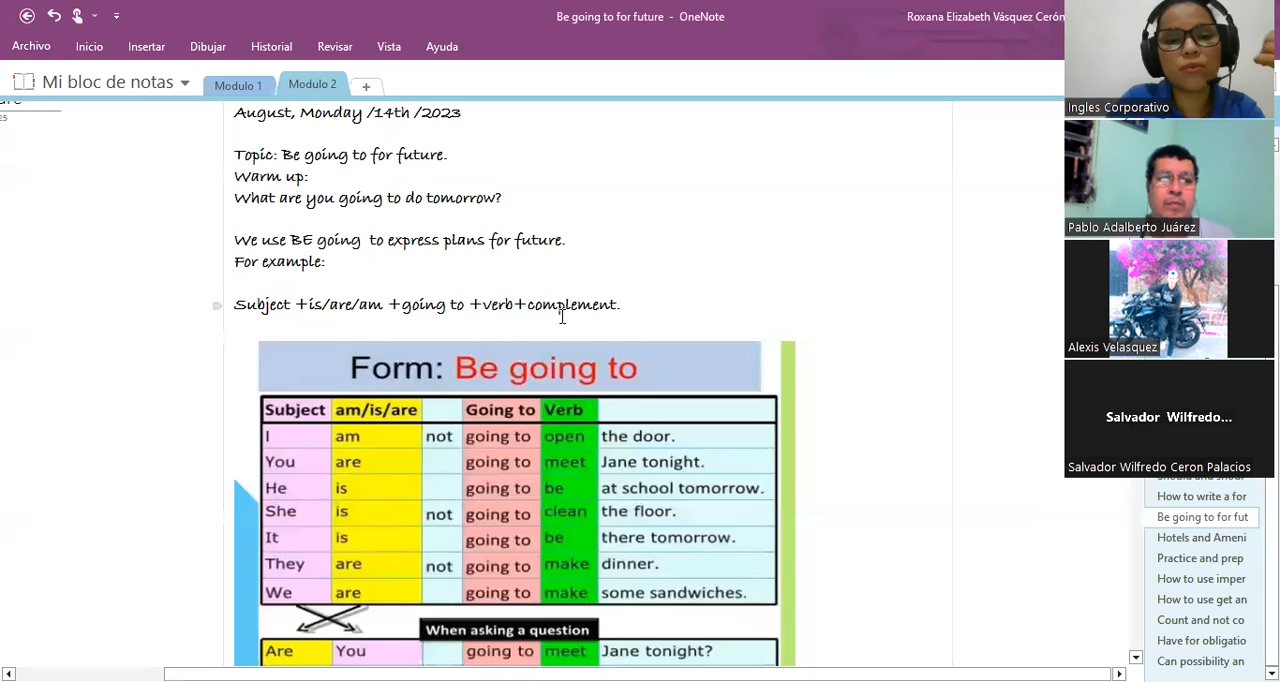 Be going to for future - OneNote
Roxana Elizabeth Vásquez Cerón
Archivo Inicio Insertar Dibujar Historial Revisar Vista Ayuda
Mi bloc de notas Modulo 1 Modulo 2
August, Monday /14th /2023
Topic: Be going to for future.
Warm up:
What are you going to do tomorrow?
We use BE going to express plans for future.
For example:
Subject +is/are/am +going to +verb+complement.
Form: Be going to
Subject am/is/are Going to Verb
I am not going to open the door.
You are going to meet Jane tonight.
He is going to be at school tomorrow.
She is not going to clean the floor.
It is going to be there tomorrow.
They are not going to make dinner.
We are going to make some sandwiches.
When asking a question
Are You going to meet Jane tonight?
Ingles Corporativo
Pablo Adalberto Juárez
Alexis Velasquez
Salvador Wilfredo...
Salvador Wilfredo Ceron Palacios
How to write a for
Be going to for fut
Hotels and Ameni
Practice and prep
How to use imper
How to use get an
Count and not co
Have for obligatio
Can possibility an